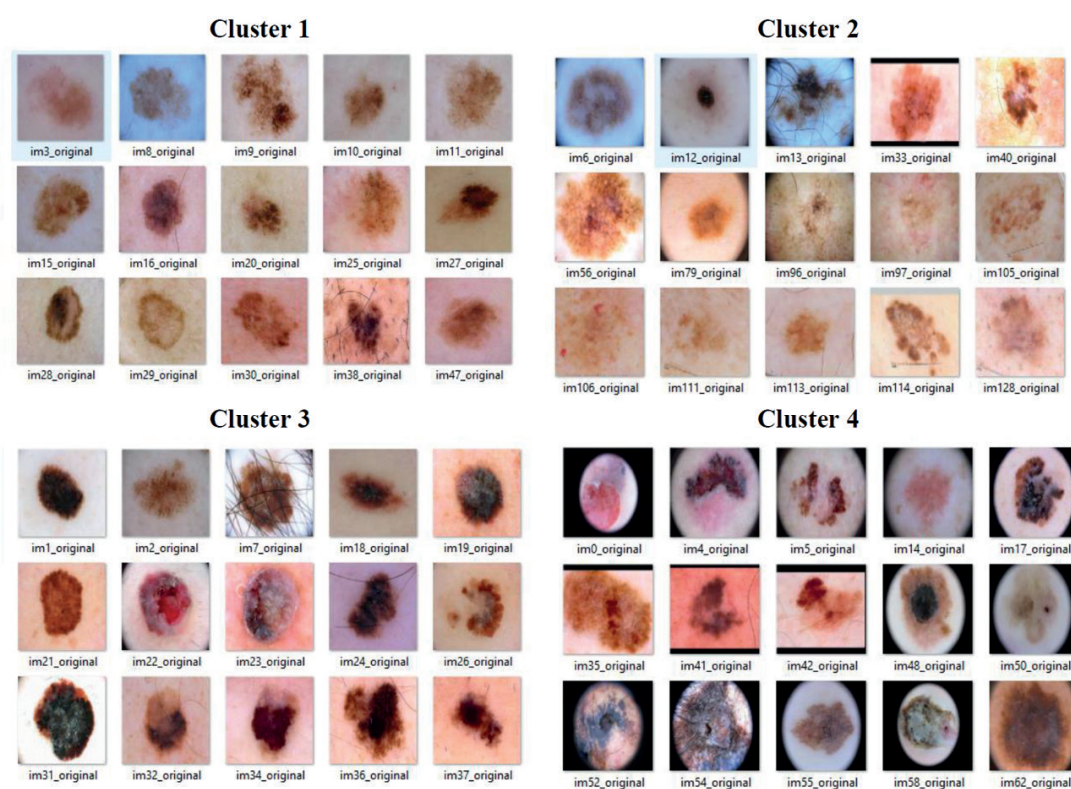 Cluster 1
im3_original im8_original im9_original im10_original im11_original
im15_original im16_original im20_original im25_original im27_original
im28_original im29_original im30_original im38_original im47_original
Cluster 2
im6_original im12_original im13_original im33_original im40_original
im56_original im79_original im96_original im97_original im105_original
im106_original im111_original im113_original im114_original im128_original
Cluster 3
im1_original im2_original im7_original im18_original im19_original
im21_original im22_original im23_original im24_original im26_original
im31_original im32_original im34_original im36_original im37_original
Cluster 4
im0_original im4_original im5_original im14_original im17_original
im35_original im41_original im42_original im48_original im50_original
im52_original im54_original im55_original im58_original im62_original